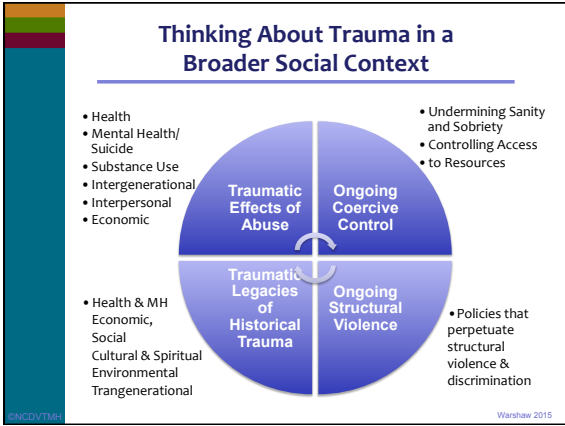 Thinking About Trauma in a
Broader Social Context
• Health
• Mental Health/
Suicide
• Substance Use
• Intergenerational
• Interpersonal
• Economic
• Undermining Sanity
and Sobriety
• Controlling Access
• to Resources
Traumatic
Effects of
Abuse
Ongoing
Coercive
Control
Traumatic
Legacies
of
Historical
Trauma
Ongoing
Structural
Violence
• Health & MH
Economic,
Social
Cultural & Spiritual
Environmental
Trangenerational
• Policies that
perpetuate
structural
violence &
discrimination
©NCDVTMH
Warshaw 2015